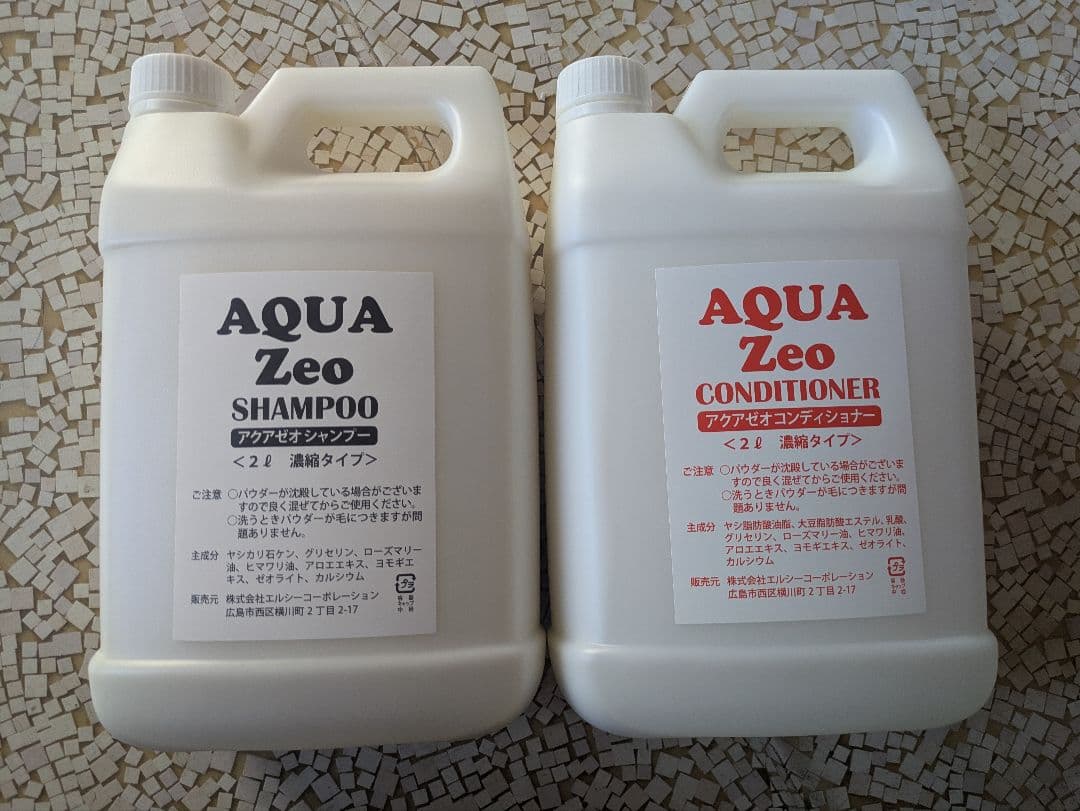 AQUA
Zeo
SHAMPOO
アクアゼオシャンプー
＜２ℓ　濃縮タイプ＞
ご注意　○パウダーが沈殿している場合がございま
すので良く混ぜてからご使用ください。
○洗うときパウダーが毛につきますが問
題ありません。
主成分　ヤシカリ石ケン、グリセリン、ローズマリー
油、ヒマワリ油、アロエエキス、ヨモギエ
キス、ゼオライト、カルシウム
販売元　株式会社エルシーコーポレーション
広島市西区横川町２丁目2-17
プラ
AQUA
Zeo
CONDITIONER
アクアゼオコンディショナー
＜２ℓ　濃縮タイプ＞
ご注意　○パウダーが沈殿している場合がございま
すので良く混ぜてからご使用ください。
○洗うときパウダーが毛につきますが問
題ありません。
主成分　ヤシ脂肪酸油脂、大豆脂肪酸エステル、乳酸、
グリセリン、ローズマリー油、ヒマワリ油、
アロエエキス、ヨモギエキス、ゼオライト、
カルシウム
販売元　株式会社エルシーコーポレーション
広島市西区横川町２丁目2-17
プラ